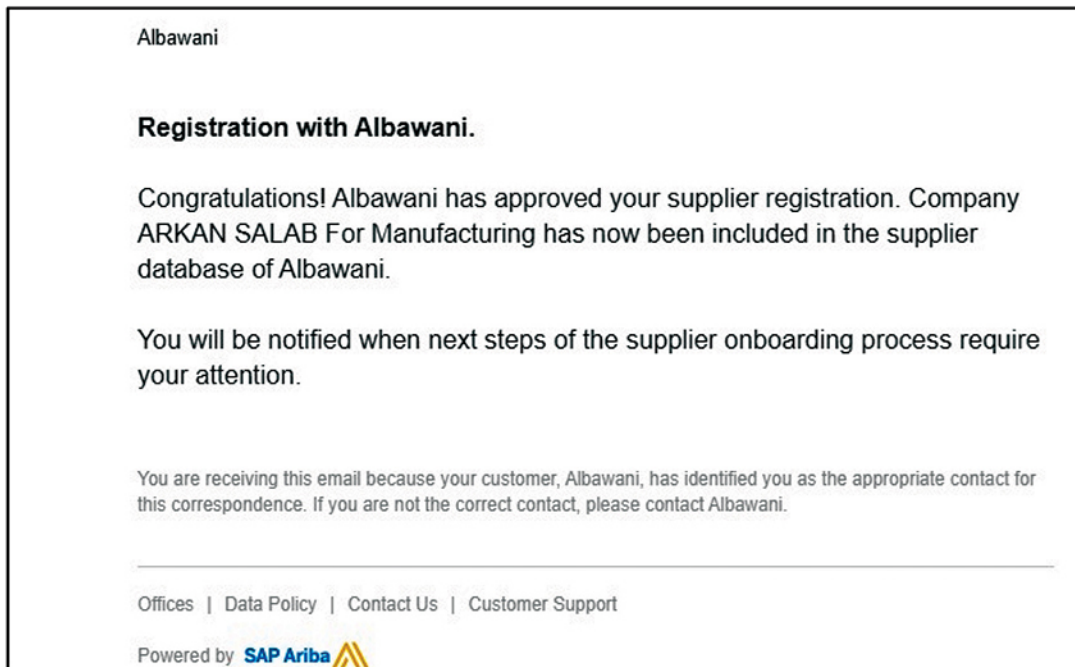 Albawani
Registration with Albawani.
Congratulations! Albawani has approved your supplier registration. Company
ARKAN SALAB For Manufacturing has now been included in the supplier
database of Albawani.
You will be notified when next steps of the supplier onboarding process require
your attention.
You are receiving this email because your customer, Albawani, has identified you as the appropriate contact for
this correspondence. If you are not the correct contact, please contact Albawani.
Offices | Data Policy | Contact Us | Customer Support
Powered by SAP Ariba